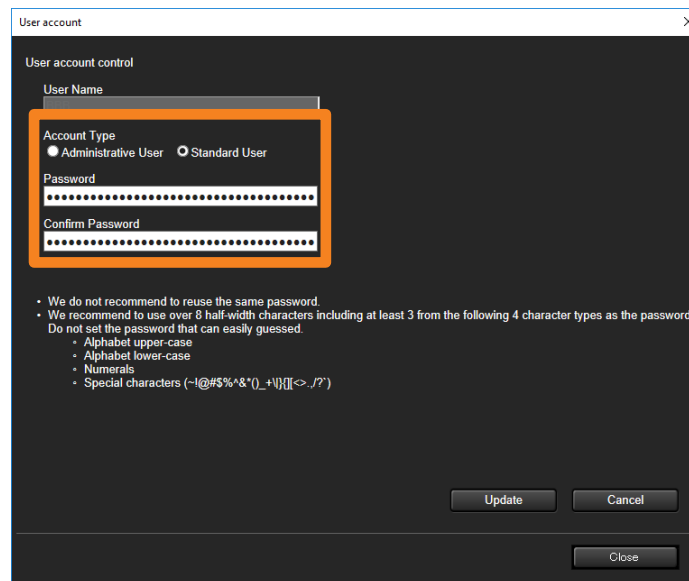 User account
User account control
User Name
Account Type
Administrative User Standard User
Password
Confirm Password
• We do not recommend to reuse the same password.
• We recommend to use over 8 half-width characters including at least 3 from the following 4 character types as the password
Do not set the password that can easily guessed.
◦ Alphabet upper-case
◦ Alphabet lower-case
◦ Numerals
◦ Special characters (~!@#$%^&*()_+\|}{][<>.,/?`)
Update Cancel
Close